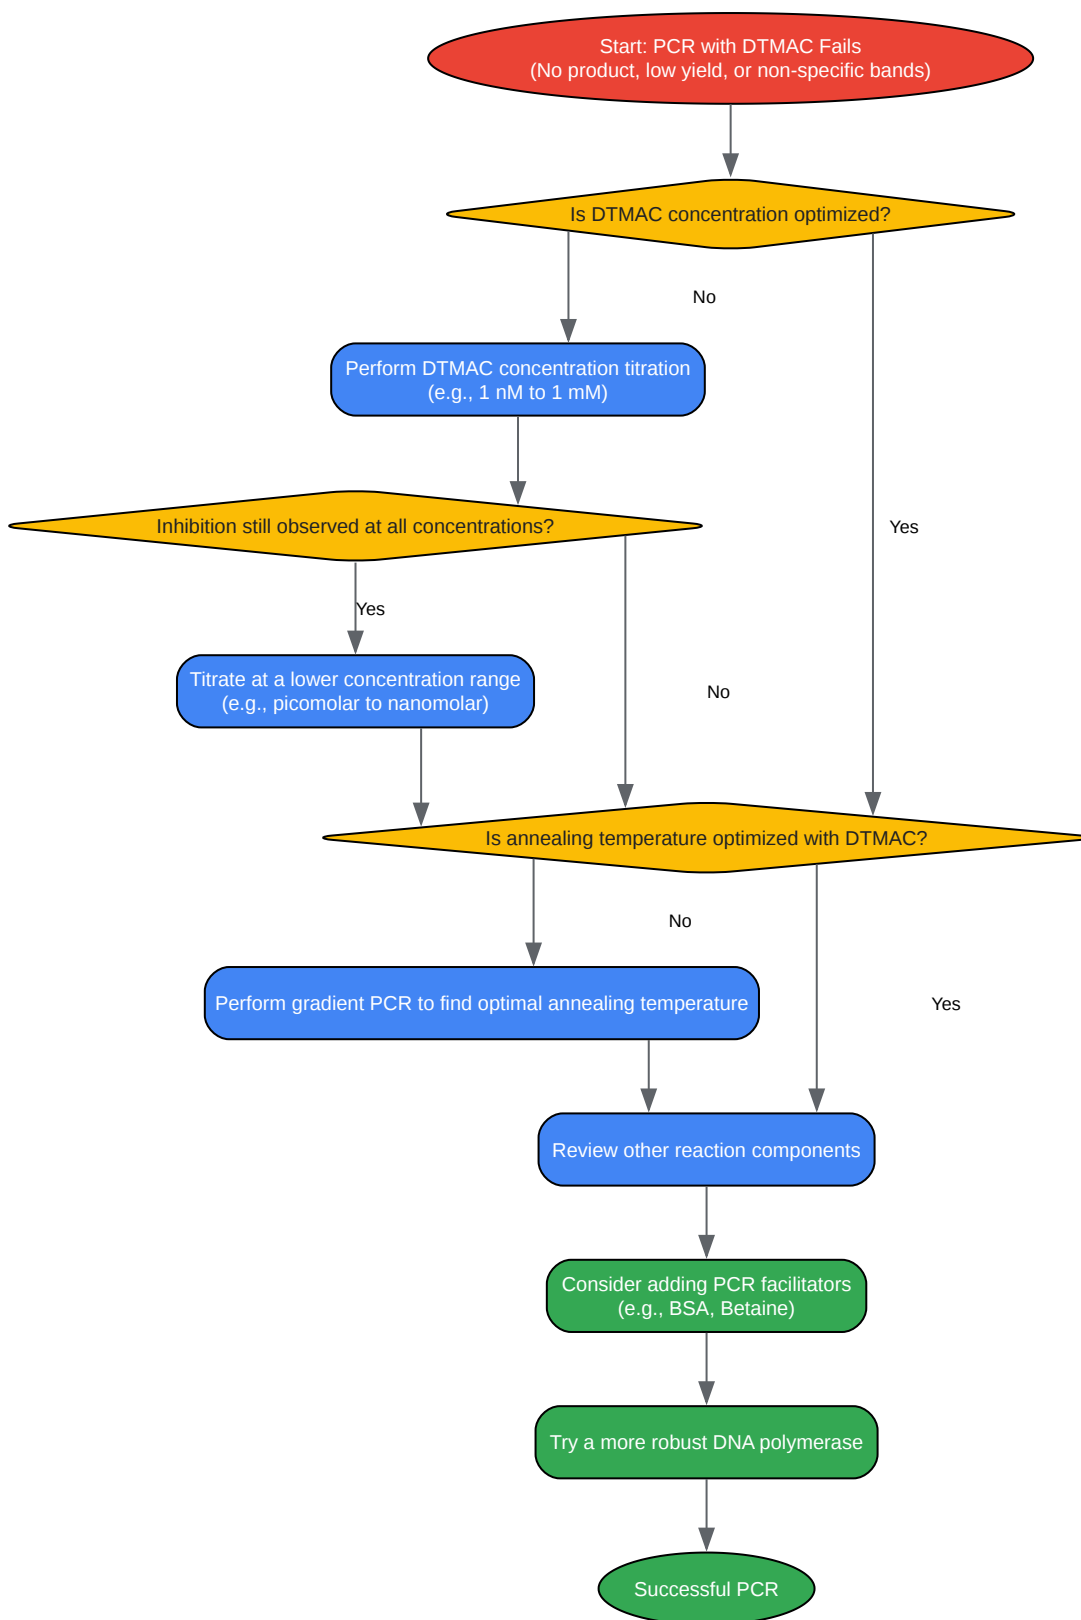 Start: PCR with DTMAC Fails
(No product, low yield, or non-specific bands)
Is DTMAC concentration optimized?
No
Perform DTMAC concentration titration
(e.g., 1 nM to 1 mM)
Inhibition still observed at all concentrations?
Yes
Yes
Titrate at a lower concentration range
(e.g., picomolar to nanomolar)
No
Is annealing temperature optimized with DTMAC?
No
Perform gradient PCR to find optimal annealing temperature
Yes
Review other reaction components
Consider adding PCR facilitators
(e.g., BSA, Betaine)
Try a more robust DNA polymerase
Successful PCR